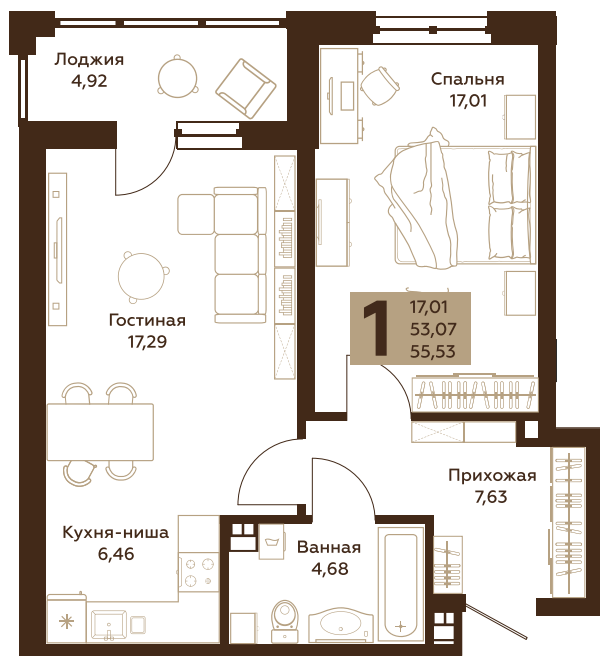 Лоджия
4,92
Спальня
17,01
Гостиная
17,29
1
17,01
53,07
55,53
Прихожая
7,63
Кухня-ниша
6,46
Ванная
4,68